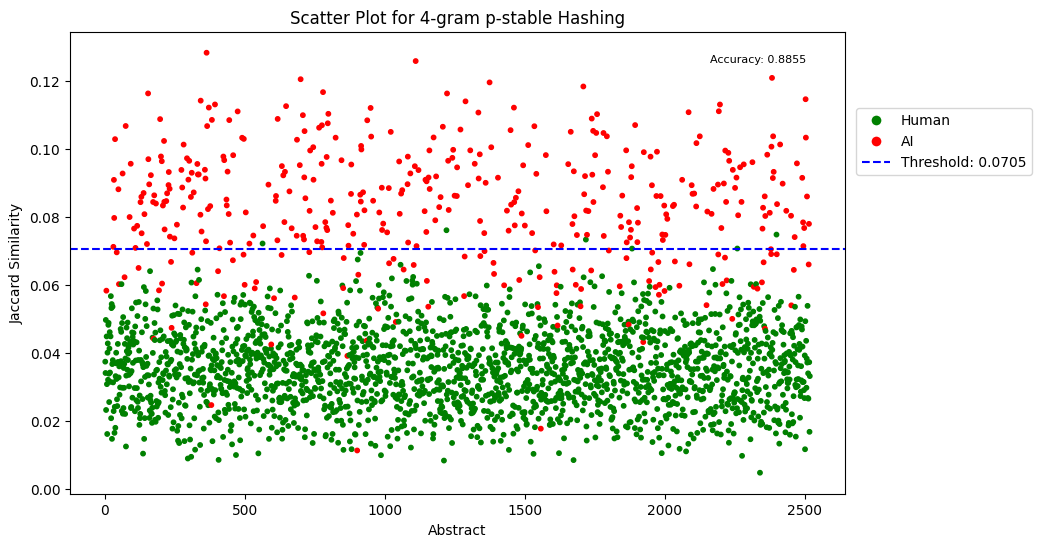 Scatter Plot for 4-gram p-stable Hashing
Accuracy: 0.8855
Human
AI
Threshold: 0.0705
Jaccard Similarity
0.12
0.10
0.08
0.06
0.04
0.02
0.00
0
500
1000
1500
2000
2500
Abstract